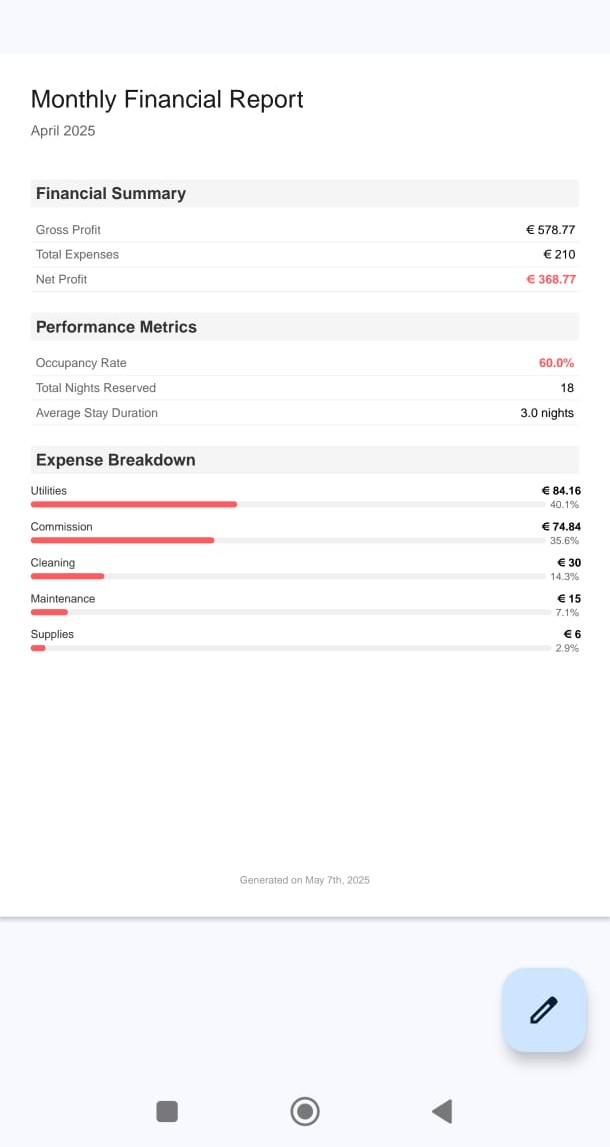 Monthly Financial Report
April 2025
Financial Summary
Gross Profit € 578.77
Total Expenses € 210
Net Profit € 368.77
Performance Metrics
Occupancy Rate 60.0%
Total Nights Reserved 18
Average Stay Duration 3.0 nights
Expense Breakdown
Utilities € 84.16
40.1%
Commission € 74.84
35.6%
Cleaning € 30
14.3%
Maintenance € 15
7.1%
Supplies € 6
2.9%
Generated on May 7th, 2025